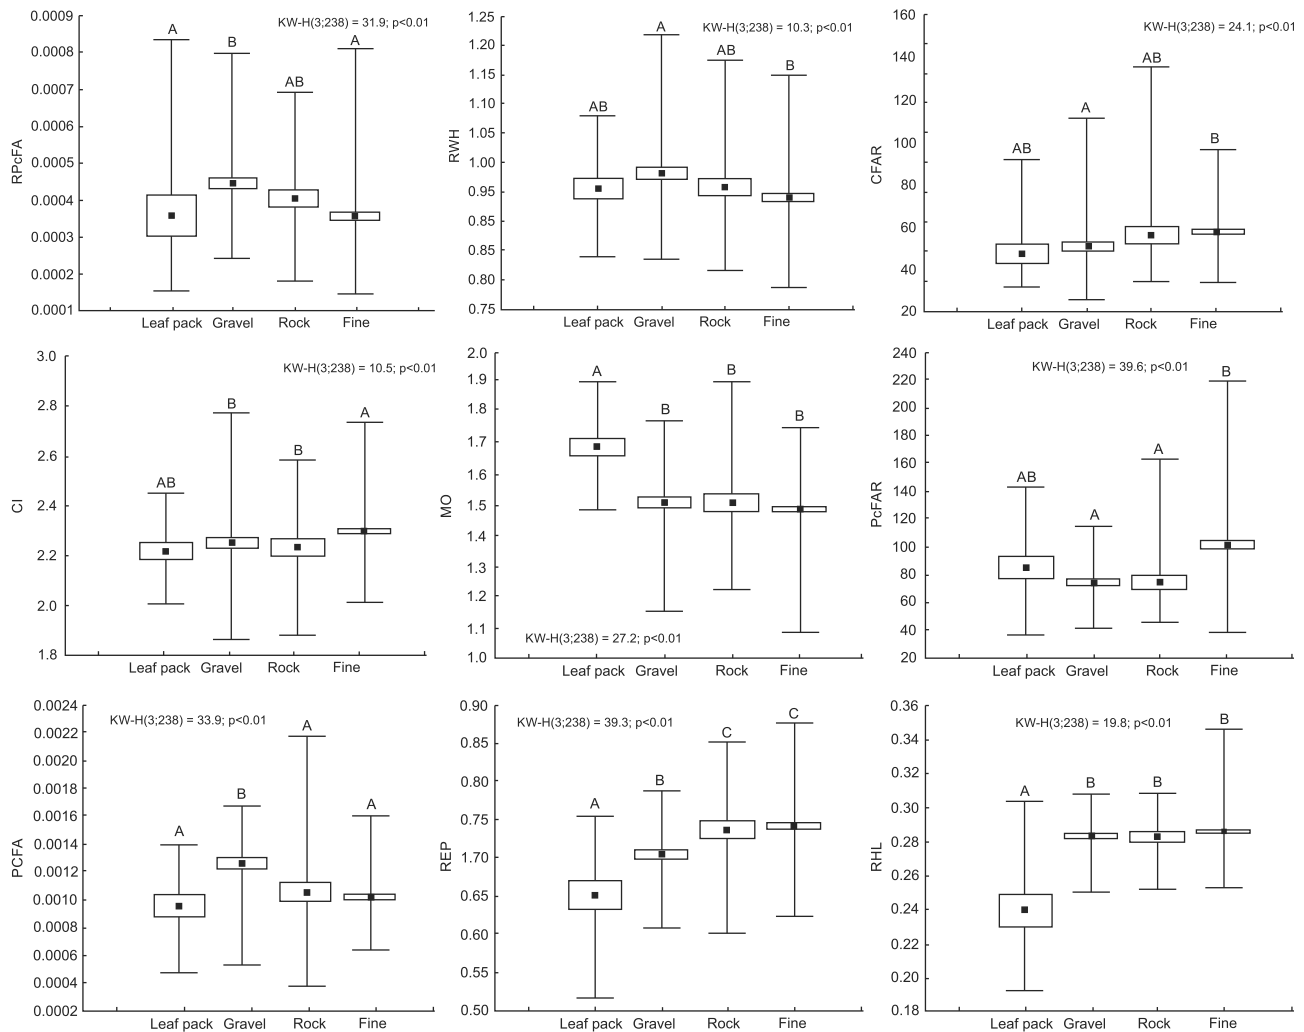 KW-H(3;238) = 31.9; p<0.01
RPcFA
0.0009
0.0008
0.0007
0.0006
0.0005
0.0004
0.0003
0.0002
0.0001
A
B
AB
A
Leaf pack Gravel Rock Fine
KW-H(3;238) = 10.3; p<0.01
RWH
1.25
1.20
1.15
1.10
1.05
1.00
0.95
0.90
0.85
0.80
0.75
AB
A
AB
B
Leaf pack Gravel Rock Fine
KW-H(3;238) = 24.1; p<0.01
CFAR
160
140
120
100
80
60
40
20
AB
A
AB
B
Leaf pack Gravel Rock Fine
KW-H(3;238) = 10.5; p<0.01
CI
3.0
2.8
2.6
2.4
2.2
2.0
1.8
AB
B
B
A
Leaf pack Gravel Rock Fine
MO
2.0
1.9
1.8
1.7
1.6
1.5
1.4
1.3
1.2
1.1
1.0
A
B
B
B
KW-H(3;238) = 27.2; p<0.01
Leaf pack Gravel Rock Fine
KW-H(3;238) = 39.6; p<0.01
PcFAR
240
220
200
180
160
140
120
100
80
60
40
20
AB
A
A
B
Leaf pack Gravel Rock Fine
KW-H(3;238) = 33.9; p<0.01
PCFA
0.0024
0.0022
0.0020
0.0018
0.0016
0.0014
0.0012
0.0010
0.0008
0.0006
0.0004
0.0002
A
B
A
A
Leaf pack Gravel Rock Fine
KW-H(3;238) = 39.3; p<0.01
REP
0.90
0.85
0.80
0.75
1.70
0.65
0.60
0.55
0.50
A
B
C
C
Leaf pack Gravel Rock Fine
KW-H(3;238) = 19.8; p<0.01
RHL
0.36
0.34
0.32
0.30
0.28
0.26
0.24
0.22
0.20
0.18
A
B
B
B
Leaf pack Gravel Rock Fine